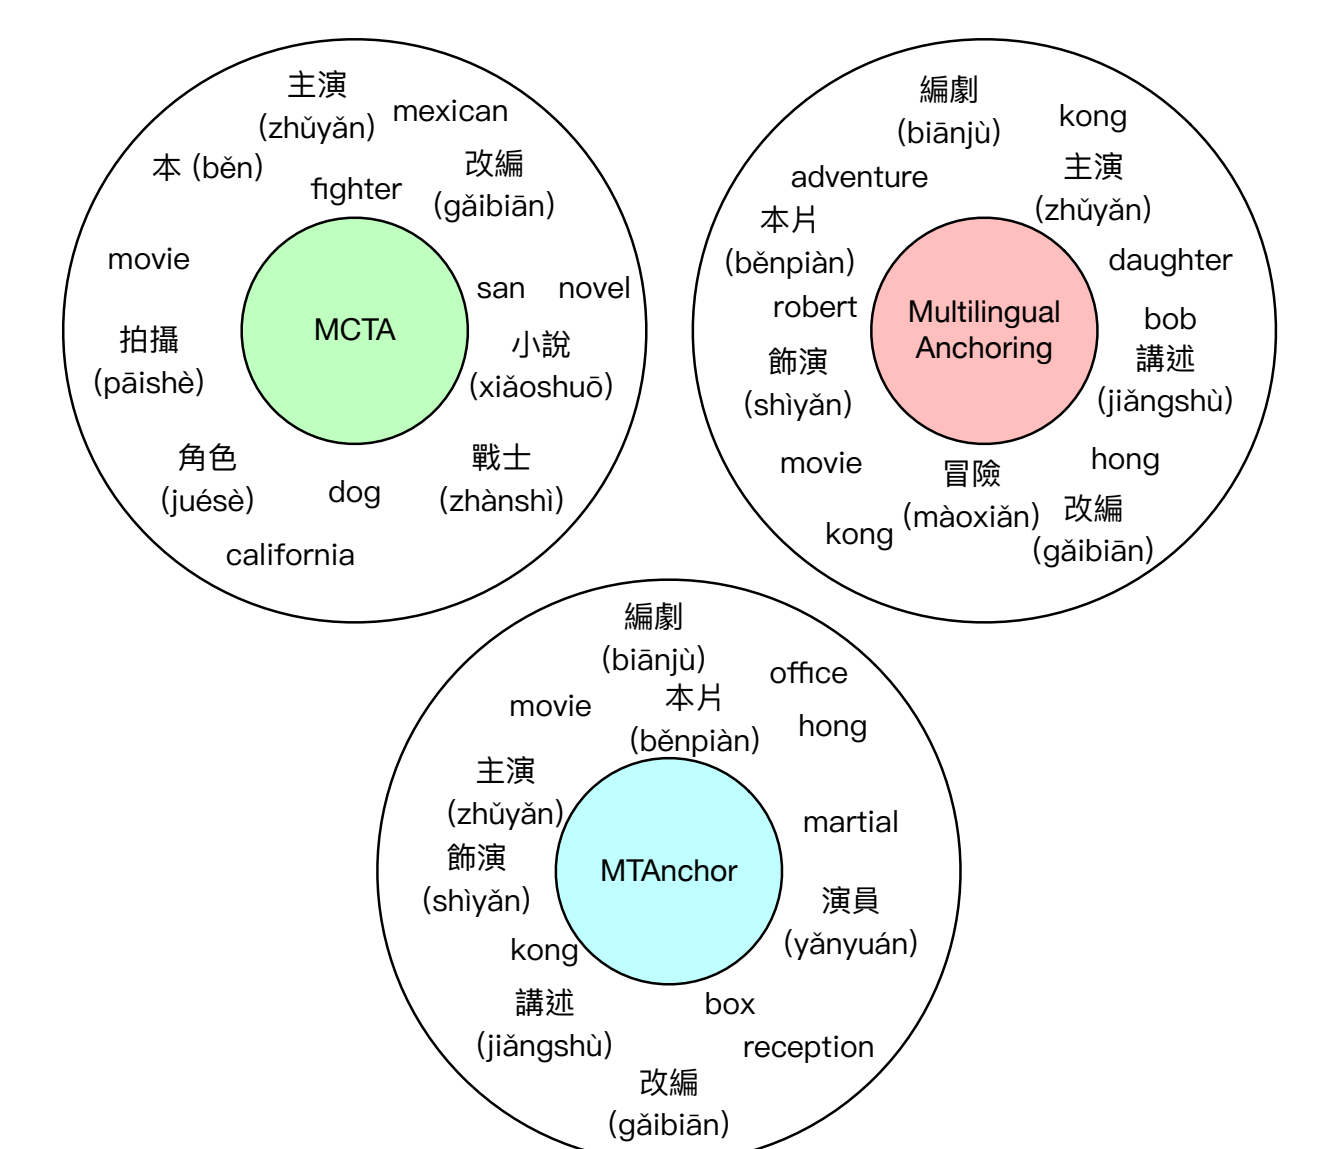 主演
(zhǔyǎn)
mexican
本 (běn)
改編
(gǎibiān)
fighter
movie
san
novel
MCTA
拍攝
(pāishè)
小說
(xiǎoshuō)
角色
(juésè)
dog
戰士
(zhànshì)
california
編劇
(biānjù)
kong
adventure
主演
(zhǔyǎn)
本片
(běnpiàn)
daughter
robert
Multilingual
Anchoring
bob
飾演
(shìyǎn)
講述
(jiǎngshù)
movie
冒險
(màoxiǎn)
hong
kong
改編
(gǎibiān)
編劇
(biānjù)
office
movie
本片
(běnpiàn)
hong
主演
(zhǔyǎn)
martial
飾演
(shìyǎn)
MTAnchor
演員
(yǎnyuán)
kong
講述
(jiǎngshù)
box
reception
改編
(gǎibiān)